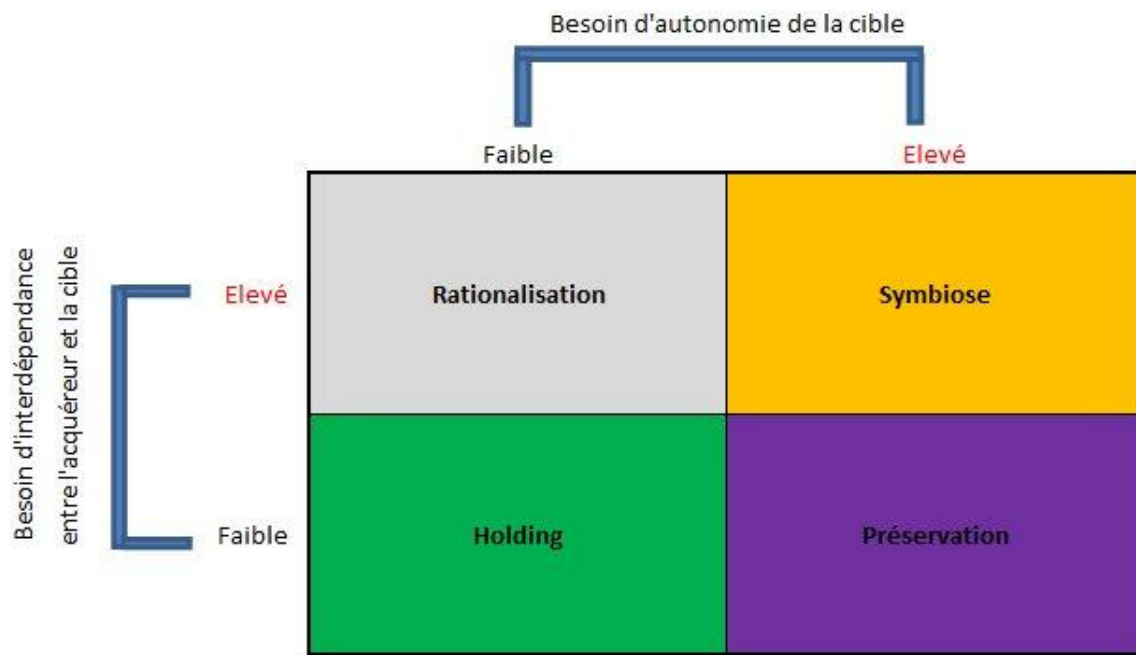 Besoin d'autonomie de la cible
Faible
Elevé
Besoin d'interdépendance
entre l'acquéreur et la cible
Elevé
Rationalisation
Symbiose
Faible
Holding
Préservation